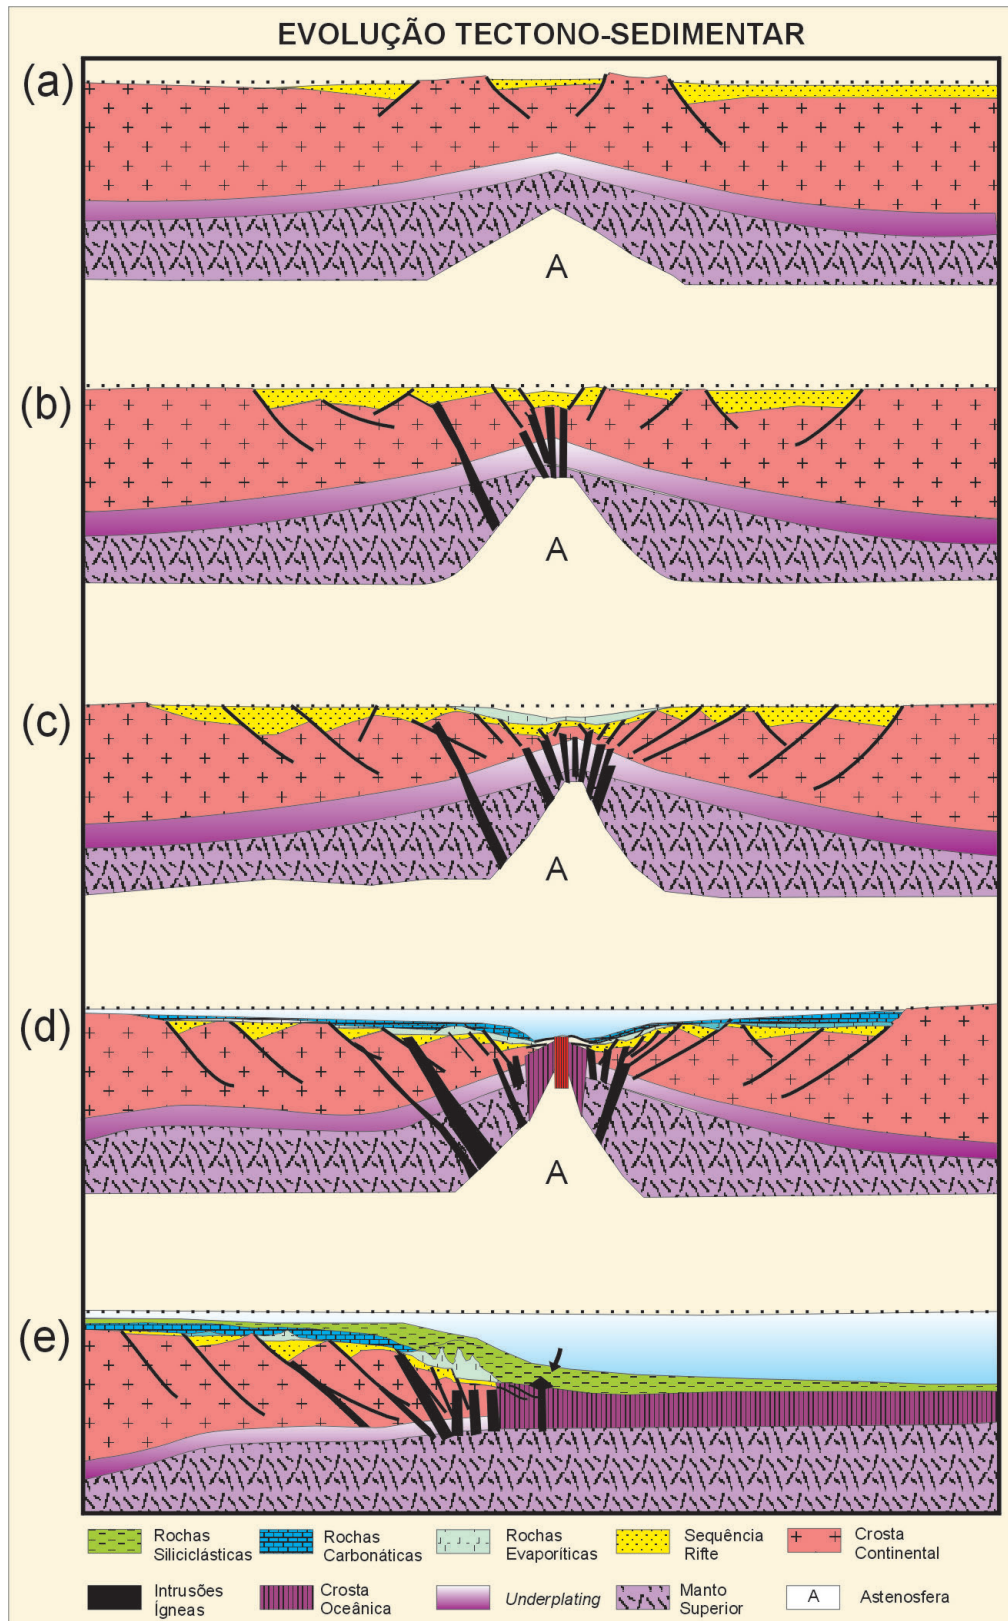 EVOLUÇÃO TECTONO-SEDIMENTAR
(a)
A
(b)
A
(c)
A
(d)
A
(e)
Rochas Siliciclásticas
Rochas Carbonáticas
Rochas Evaporíticas
Sequência Rifte
Crosta Continental
Intrusões Ígneas
Crosta Oceânica
Underplating
Manto Superior
A
Astenosfera